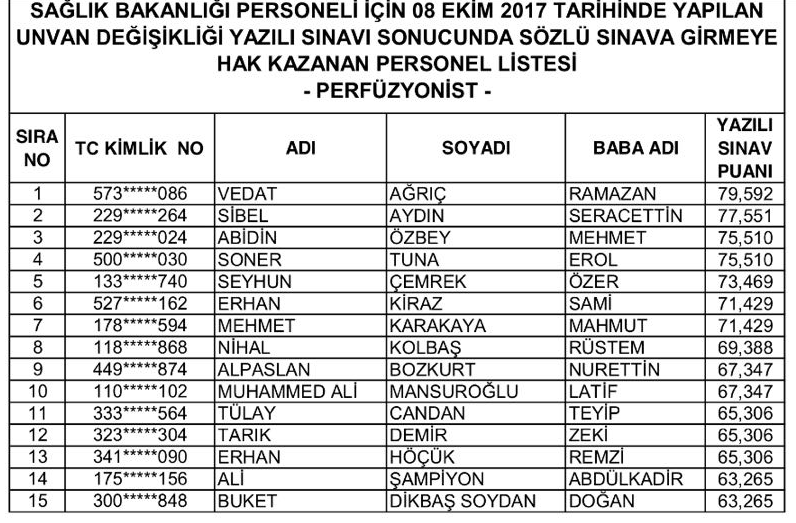 SAĞLIK BAKANLIĞI PERSONELİ İÇİN 08 EKİM 2017 TARİHİNDE YAPILAN
UNVAN DEĞİŞİKLİĞİ YAZILI SINAVI SONUCUNDA SÖZLÜ SINAVA GİRMEYE
HAK KAZANAN PERSONEL LİSTESİ
- PERFÜZYONİST -
SIRA NO TC KİMLİK NO ADI SOYADI BABA ADI YAZILI SINAV PUANI
1 573*****086 VEDAT AĞRIÇ RAMAZAN 79,592
2 229*****264 SİBEL AYDIN SERACETTİN 77,551
3 229*****024 ABİDİN ÖZBEY MEHMET 75,510
4 500*****030 SONER TUNA EROL 75,510
5 133*****740 SEYHUN ÇEMREK ÖZER 73,469
6 527*****162 ERHAN KİRAZ SAMİ 71,429
7 178*****594 MEHMET KARAKAYA MAHMUT 71,429
8 118*****868 NİHAL KOLBAŞ RÜSTEM 69,388
9 449*****874 ALPASLAN BOZKURT NURETTİN 67,347
10 110*****102 MUHAMMED ALİ MANSUROĞLU LATİF 67,347
11 333*****564 TÜLAY CANDAN TEYİP 65,306
12 323*****304 TARIK DEMİR ZEKİ 65,306
13 341*****090 ERHAN HÖÇÜK REMZİ 65,306
14 175*****156 ALİ ŞAMPİYON ABDÜLKADİR 63,265
15 300*****848 BUKET DİKBAŞ SOYDAN DOĞAN 63,265